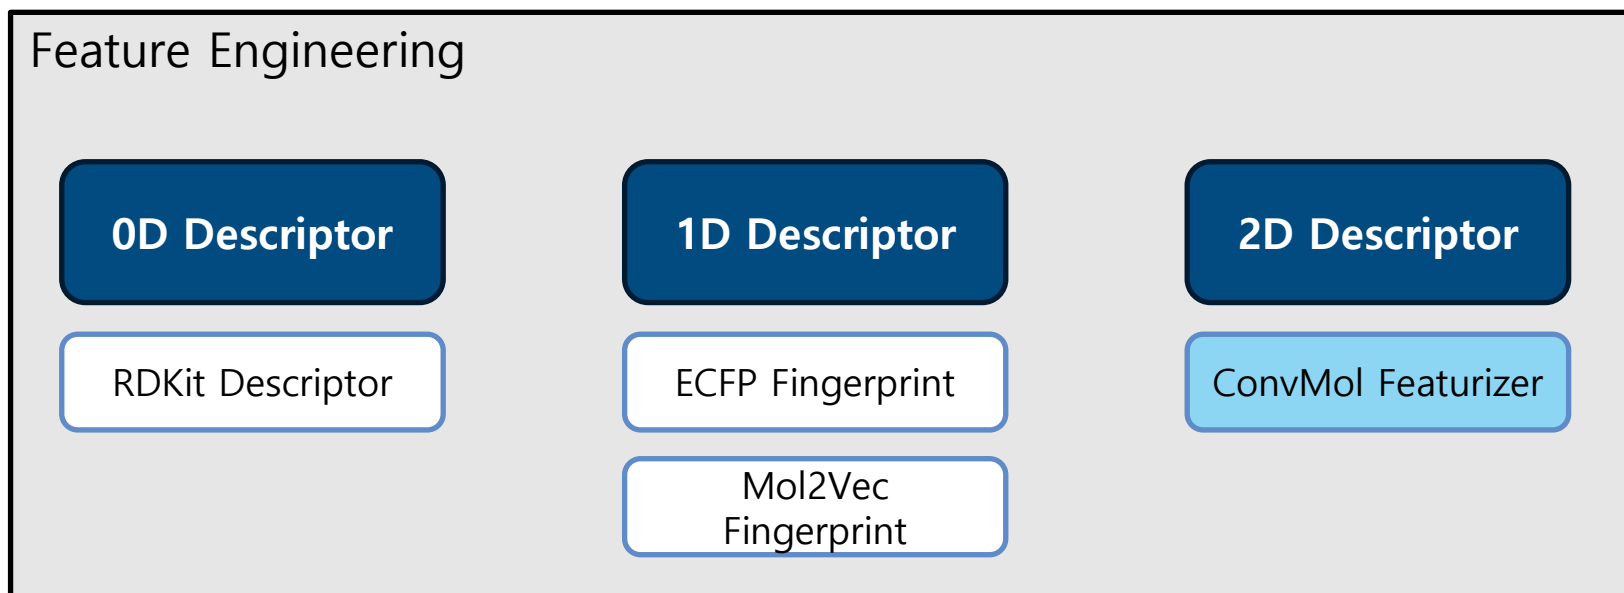 Feature Engineering
0D Descriptor
1D Descriptor
2D Descriptor
RDKit Descriptor
ECFP Fingerprint
ConvMol Featurizer
Mol2Vec
Fingerprint